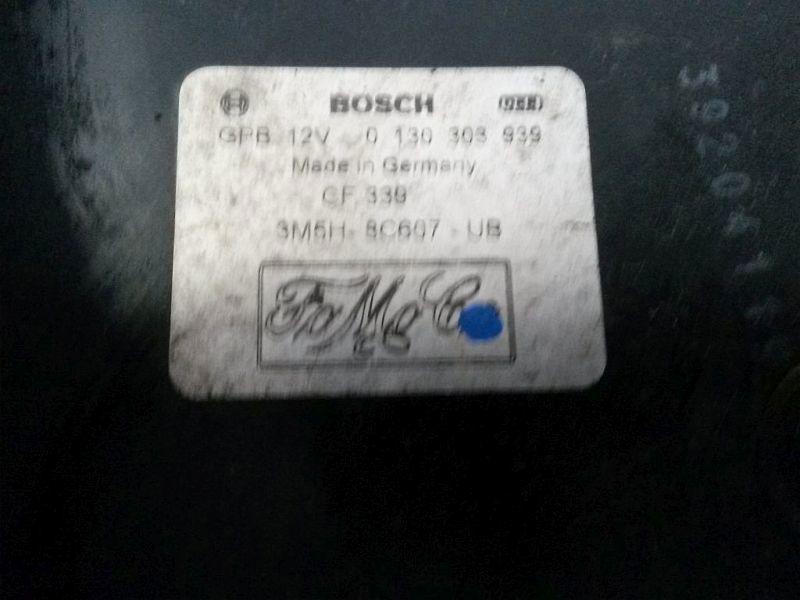 BOSCH
GPB 12V 0 130 303 939
Made in Germany
CF 339
3M5H - 8C607 - UB
FoMoCo